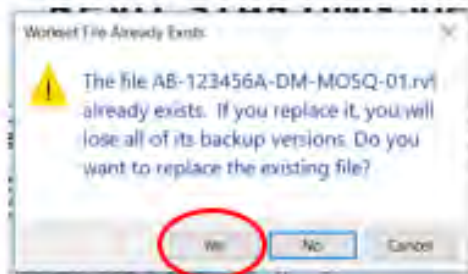 Workset File Already Exists
The file AB-123456A-DM-MOSQ-01.rvt
already exists. If you replace it, you will
lose all of its backup versions. Do you
want to replace the existing file?
Yes No Cancel